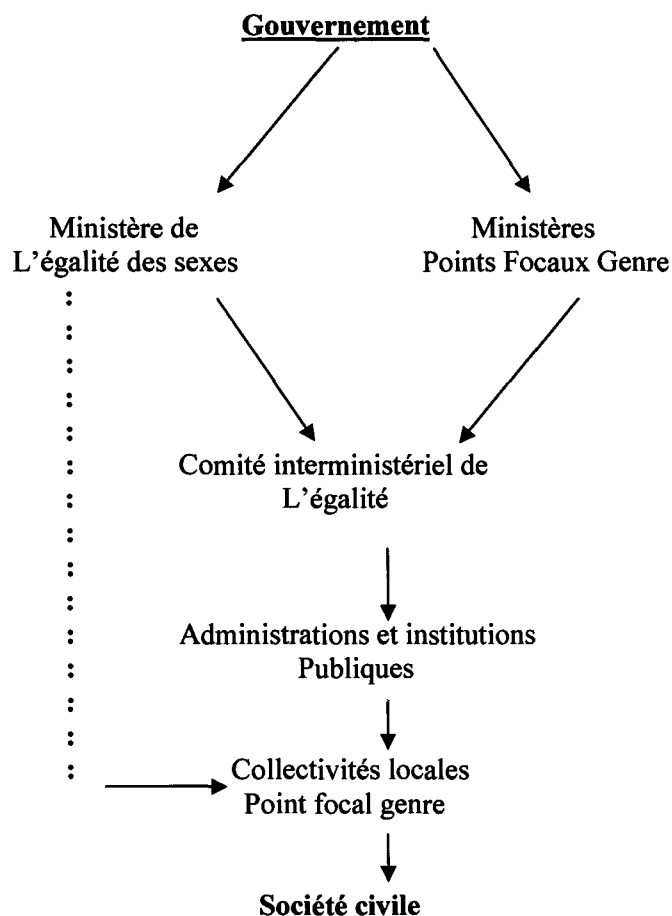 Gouvernement
Ministère de
L'égalité des sexes
Ministères
Points Focaux Genre
Comité interministériel de
L'égalité
Administrations et institutions
Publiques
Collectivités locales
Point focal genre
Société civile